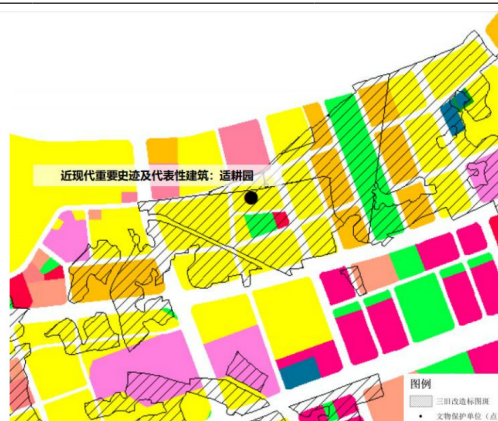 近现代重要史迹及代表性建筑：适耕园
图例
三旧改造标图斑
文物保护单位（点